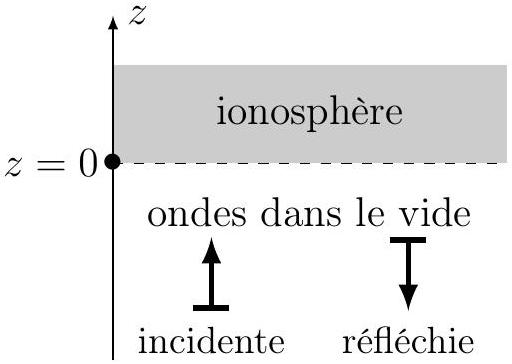 z
ionosphère
z = 0
ondes dans le vide
incidente réfléchie